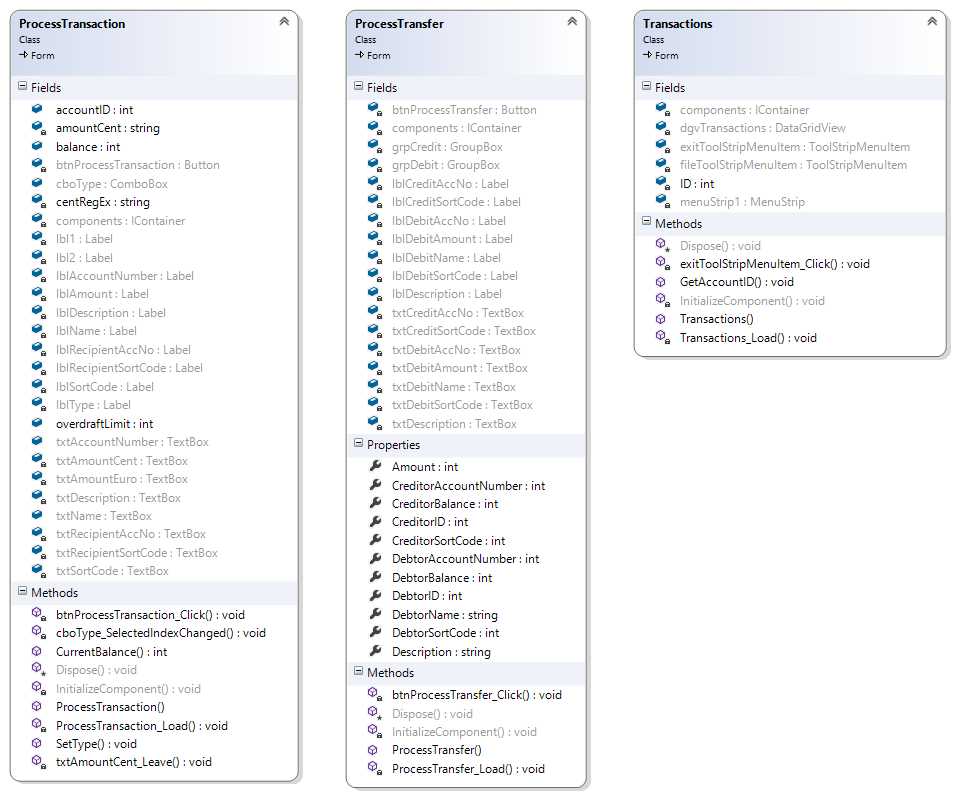 ProcessTransaction
Class
Form
Fields
accountID : int
amountCent : string
balance : int
btnProcessTransaction : Button
cboType : ComboBox
centRegEx : string
components : IContainer
lbl1 : Label
lbl2 : Label
lblAccountNumber : Label
lblAmount : Label
lblDescription : Label
lblName : Label
lblRecipientAccNo : Label
lblRecipientSortCode : Label
lblSortCode : Label
lblType : Label
overdraftLimit : int
txtAccountNumber : TextBox
txtAmountCent : TextBox
txtAmountEuro : TextBox
txtDescription : TextBox
txtName : TextBox
txtRecipientAccNo : TextBox
txtRecipientSortCode : TextBox
txtSortCode : TextBox
Methods
btnProcessTransaction_Click() : void
cboType_SelectedIndexChanged() : void
CurrentBalance() : int
Dispose() : void
InitializeComponent() : void
ProcessTransaction()
ProcessTransaction_Load() : void
SetType() : void
txtAmountCent_Leave() : void
ProcessTransfer
Class
Form
Fields
btnProcessTransfer : Button
components : IContainer
grpCredit : GroupBox
grpDebit : GroupBox
lblCreditAccNo : Label
lblCreditSortCode : Label
lblDebitAccNo : Label
lblDebitAmount : Label
lblDebitName : Label
lblDebitSortCode : Label
lblDescription : Label
txtCreditAccNo : TextBox
txtCreditSortCode : TextBox
txtDebitAccNo : TextBox
txtDebitAmount : TextBox
txtDebitName : TextBox
txtDebitSortCode : TextBox
txtDescription : TextBox
Properties
Amount : int
CreditorAccountNumber : int
CreditorBalance : int
CreditorID : int
CreditorSortCode : int
DebtorAccountNumber : int
DebtorBalance : int
DebtorID : int
DebtorName : string
DebtorSortCode : int
Description : string
Methods
btnProcessTransfer_Click() : void
Dispose() : void
InitializeComponent() : void
ProcessTransfer()
ProcessTransfer_Load() : void
Transactions
Class
Form
Fields
components : IContainer
dgvTransactions : DataGridView
exitToolStripMenuItem : ToolStripMenuItem
fileToolStripMenuItem : ToolStripMenuItem
ID : int
menuStrip1 : MenuStrip
Methods
Dispose() : void
exitToolStripMenuItem_Click() : void
GetAccountID() : void
InitializeComponent() : void
Transactions()
Transactions_Load() : void